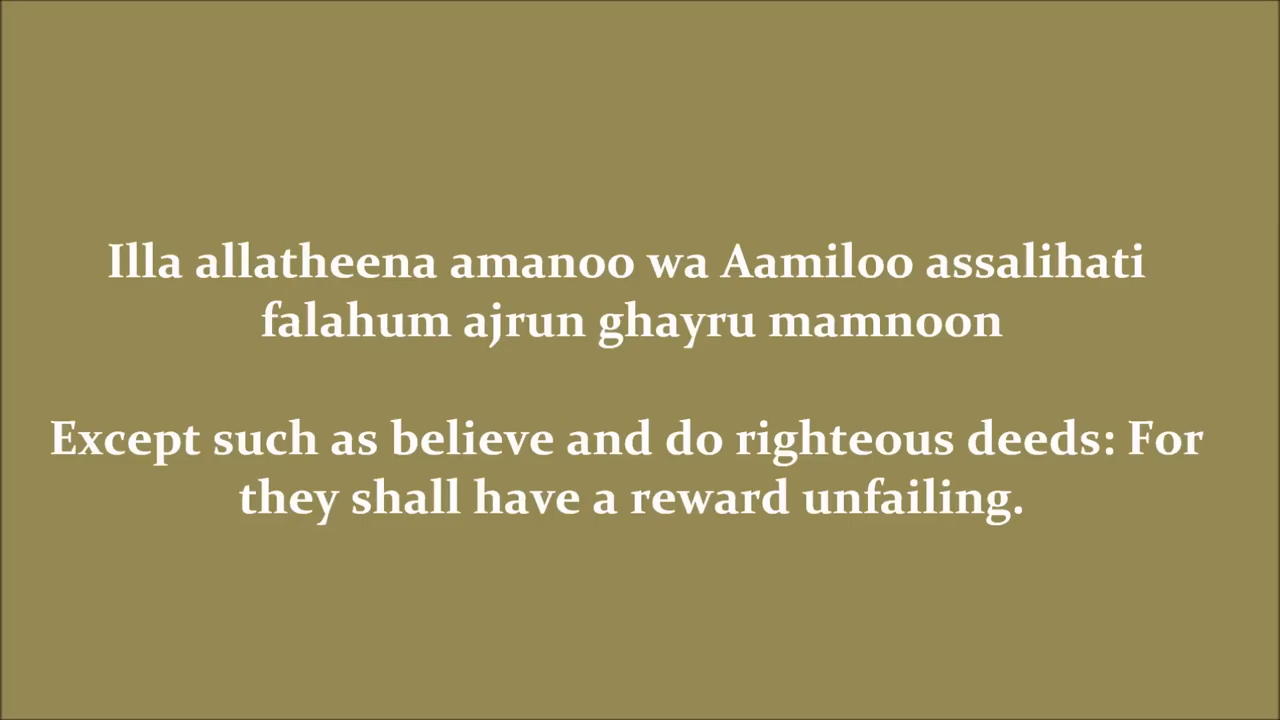 Illa allatheena amanoo wa Aamiloo assalihati
falahum ajrun ghayru mamnoon
Except such as believe and do righteous deeds: For
they shall have a reward unfailing.